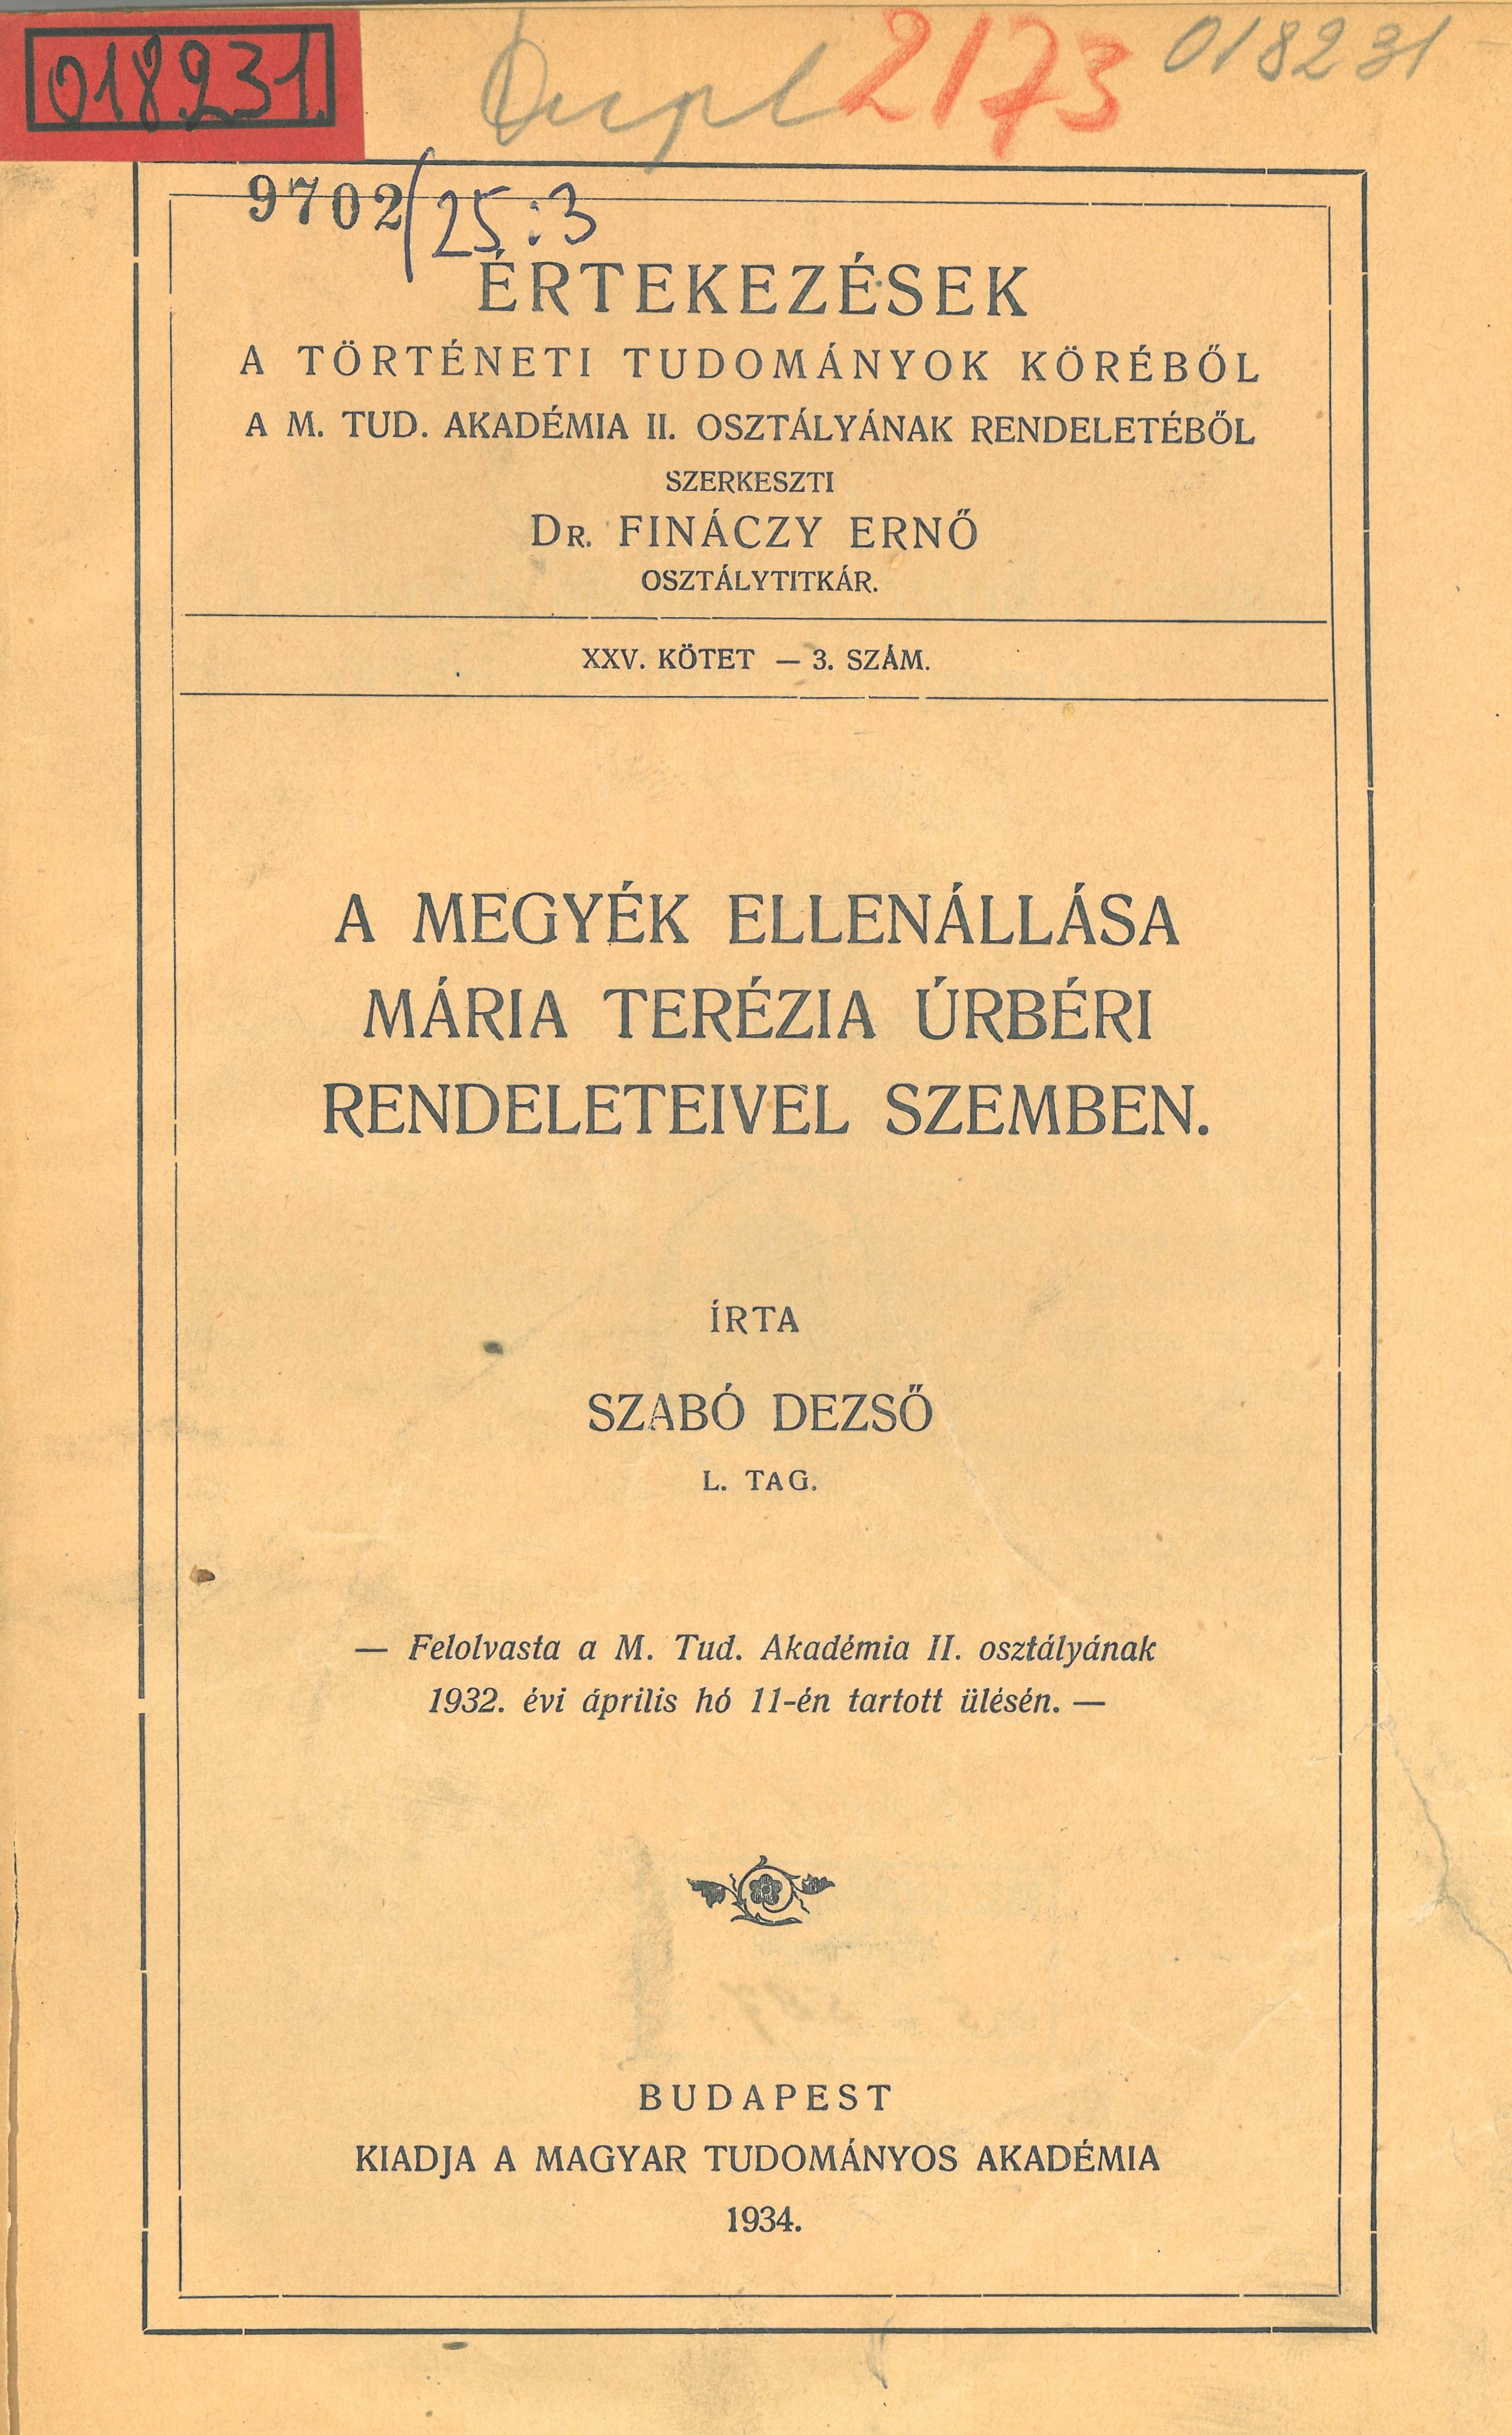 018231
Dupl 2173 018231
9702/25:3
ÉRTEKEZÉSEK
A TÖRTÉNETI TUDOMÁNYOK KÖRÉBŐL
A M. TUD. AKADÉMIA II. OSZTÁLYÁNAK RENDELETÉBŐL
SZERKESZTI
DR. FINÁCZY ERNŐ
OSZTÁLYTITKÁR.
XXV. KÖTET — 3. SZÁM.
A MEGYÉK ELLENÁLLÁSA
MÁRIA TERÉZIA ÚRBÉRI
RENDELETEIVEL SZEMBEN.
ÍRTA
SZABÓ DEZSŐ
L. TAG.
— Felolvasta a M. Tud. Akadémia II. osztályának
1932. évi április hó 11-én tartott ülésén. —
BUDAPEST
KIADJA A MAGYAR TUDOMÁNYOS AKADÉMIA
1934.